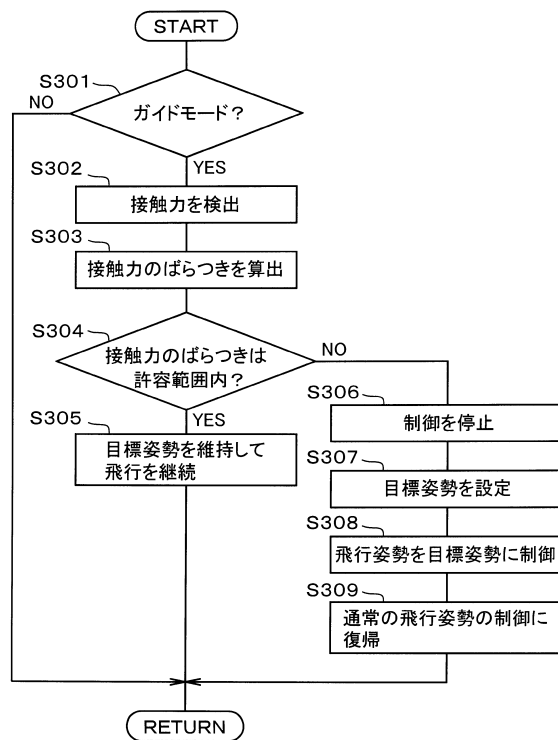 START
S301
NO
ガイドモード？
YES
S302
接触力を検出
S303
接触力のばらつきを算出
S304
NO
接触力のばらつきは
許容範囲内？
YES
S305
目標姿勢を維持して
飛行を継続
S306
制御を停止
S307
目標姿勢を設定
S308
飛行姿勢を目標姿勢に制御
S309
通常の飛行姿勢の制御に
復帰
RETURN